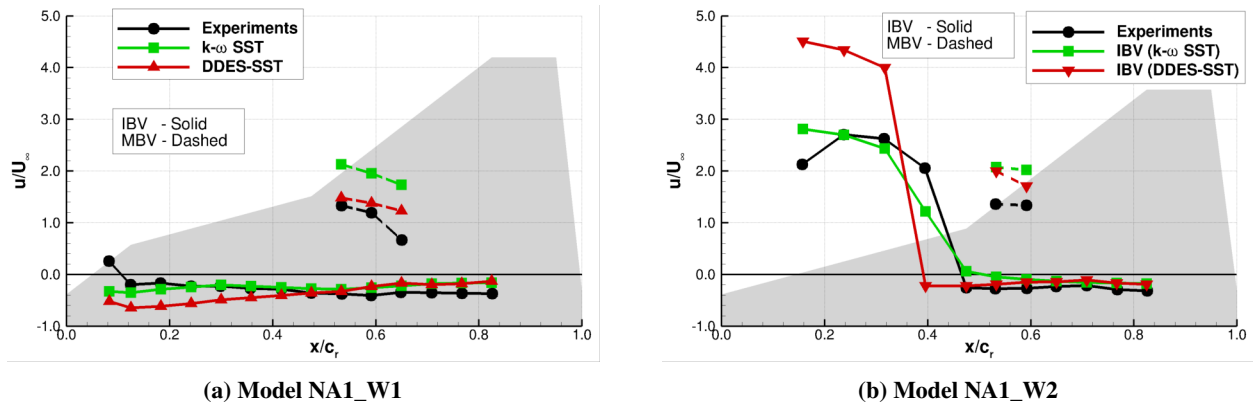 5.0
4.0
3.0
2.0
1.0
0.0
-1.0
u/U∞
Experiments
k-ω SST
DDES-SST
IBV - Solid
MBV - Dashed
0.0 0.2 0.4 0.6 0.8 1.0
x/cr
(a) Model NA1_W1
5.0
4.0
3.0
2.0
1.0
0.0
-1.0
u/U∞
IBV - Solid
MBV - Dashed
Experiments
IBV (k-ω SST)
IBV (DDES-SST)
0.0 0.2 0.4 0.6 0.8 1.0
x/cr
(b) Model NA1_W2